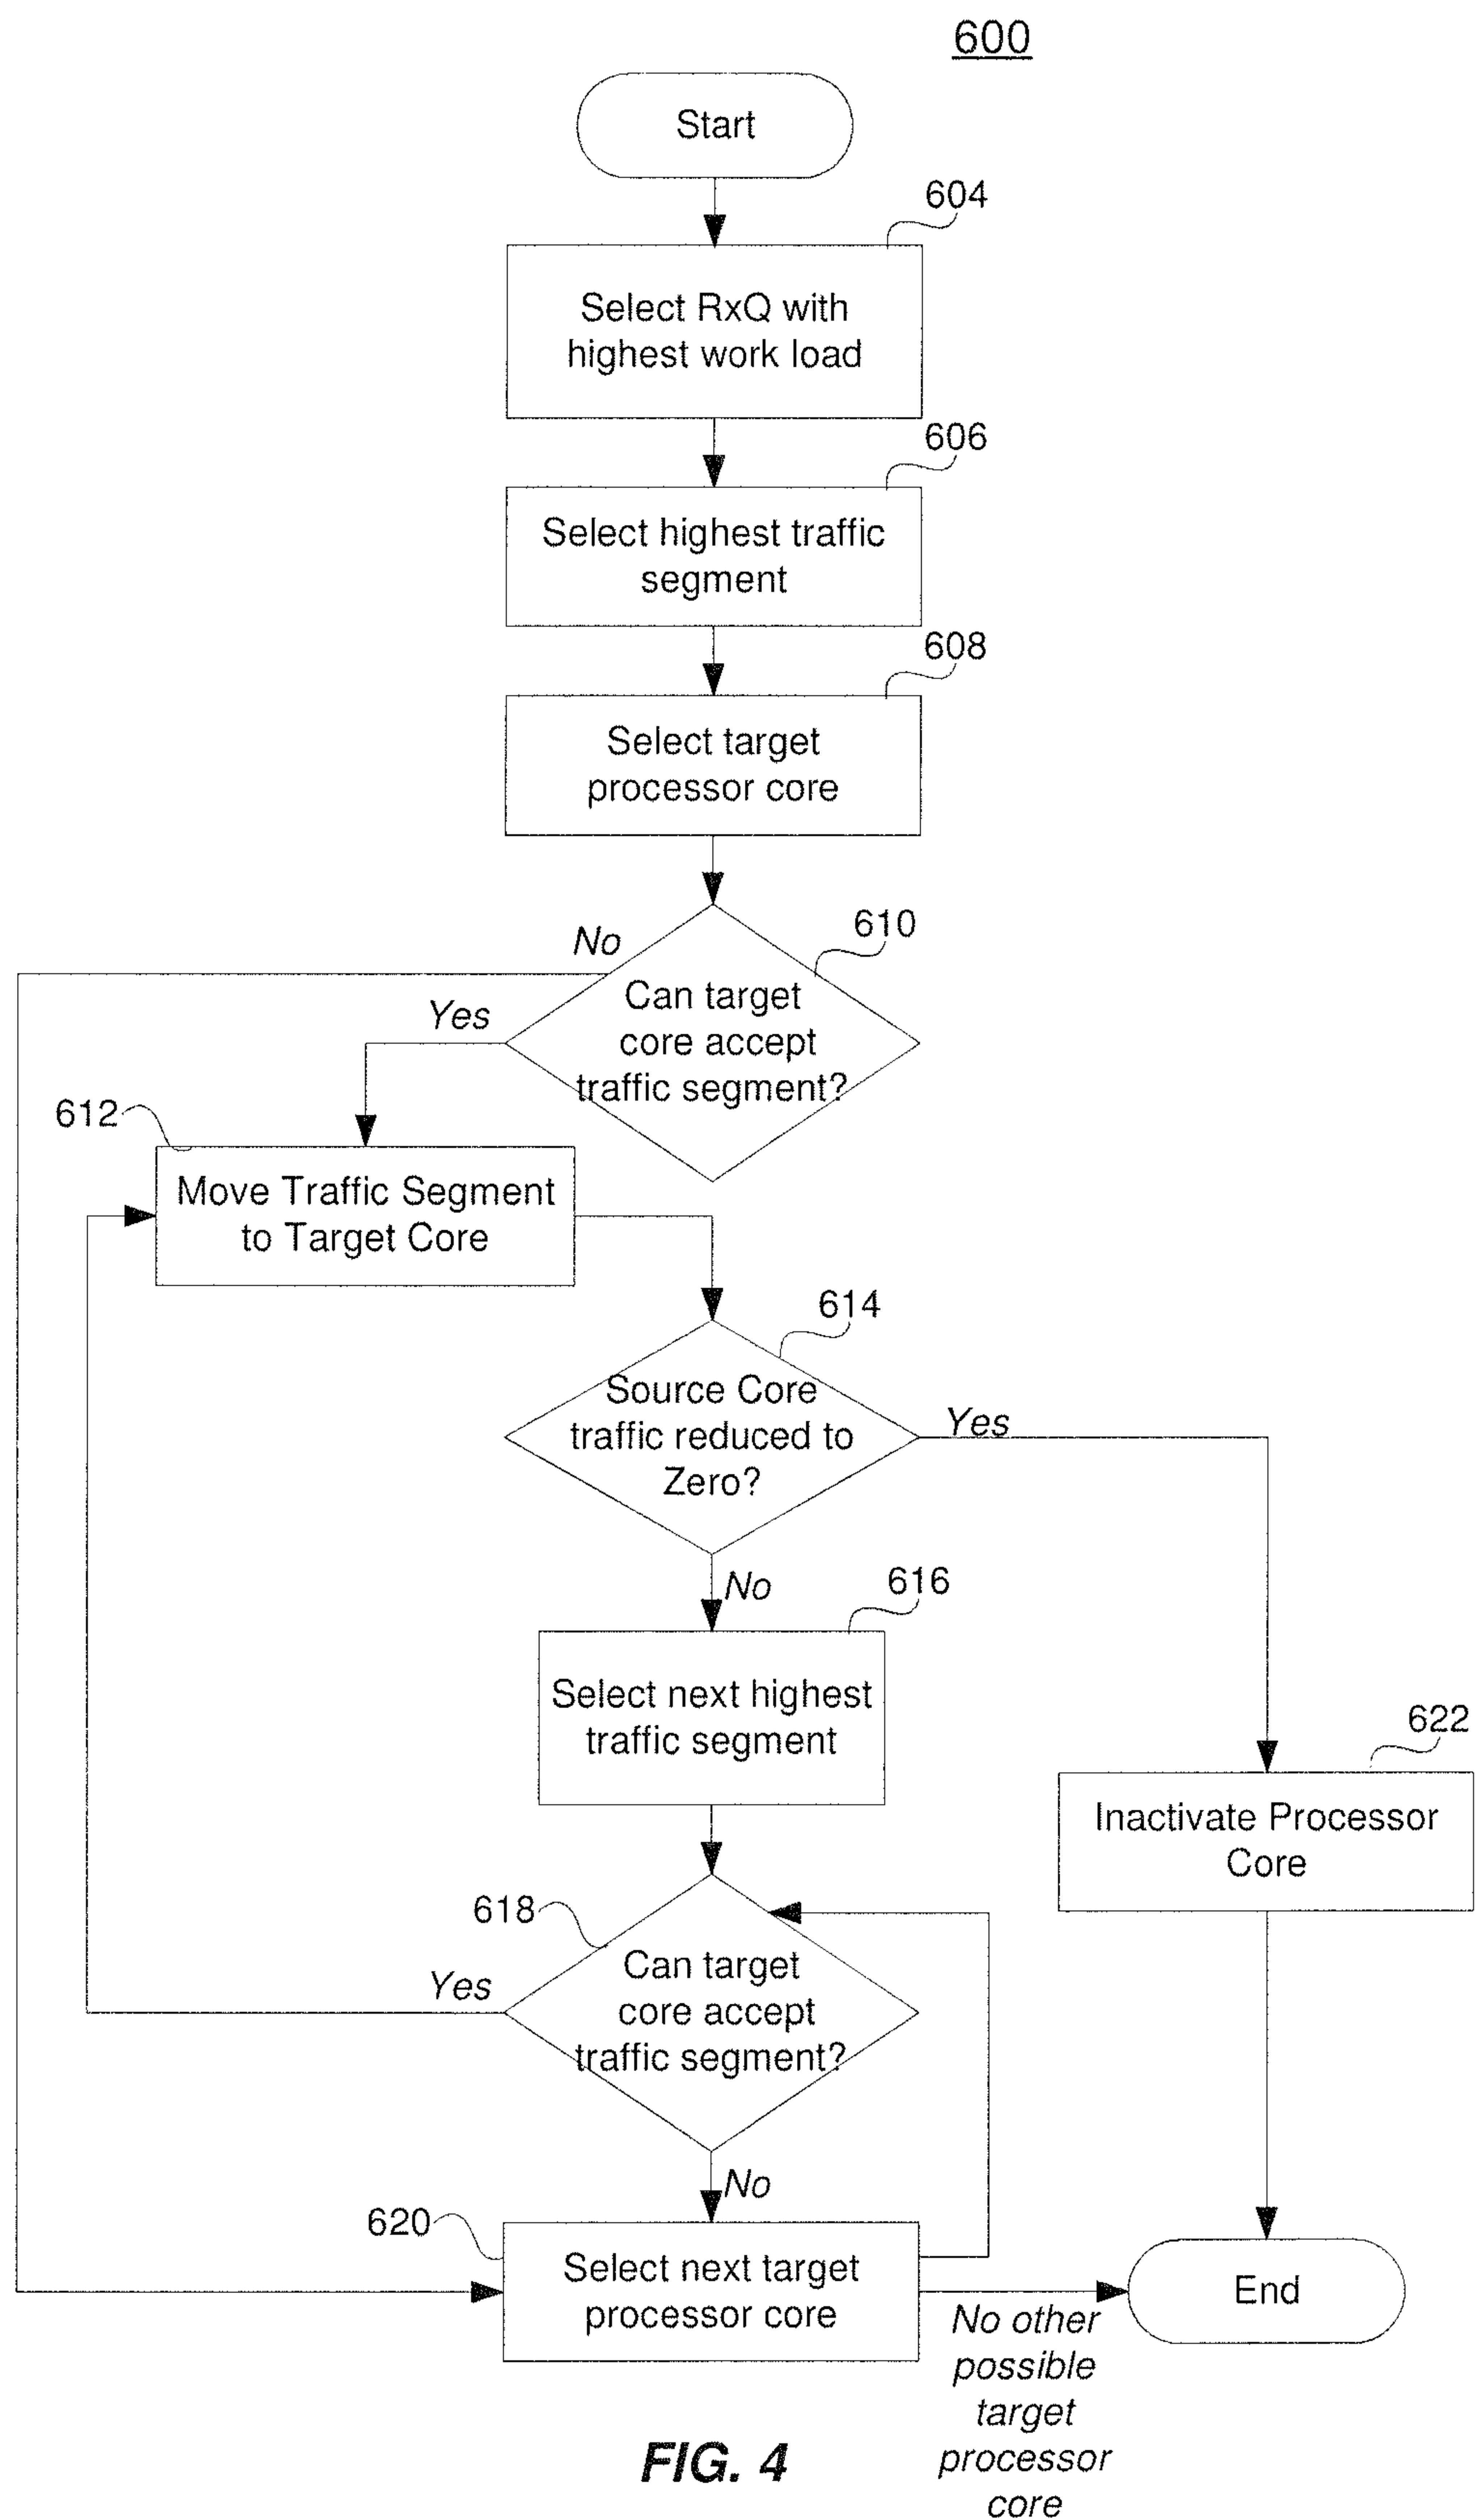 600
Start
604
Select RxQ with
highest work load
606
Select highest traffic
segment
608
Select target
processor core
610
No
Can target
core accept
traffic segment?
Yes
612
Move Traffic Segment
to Target Core
614
Source Core
traffic reduced to
Zero?
Yes
No
616
Select next highest
traffic segment
622
Inactivate Processor
Core
618
Can target
core accept
traffic segment?
Yes
No
620
Select next target
processor core
End
No other
possible
target
processor
core
FIG. 4